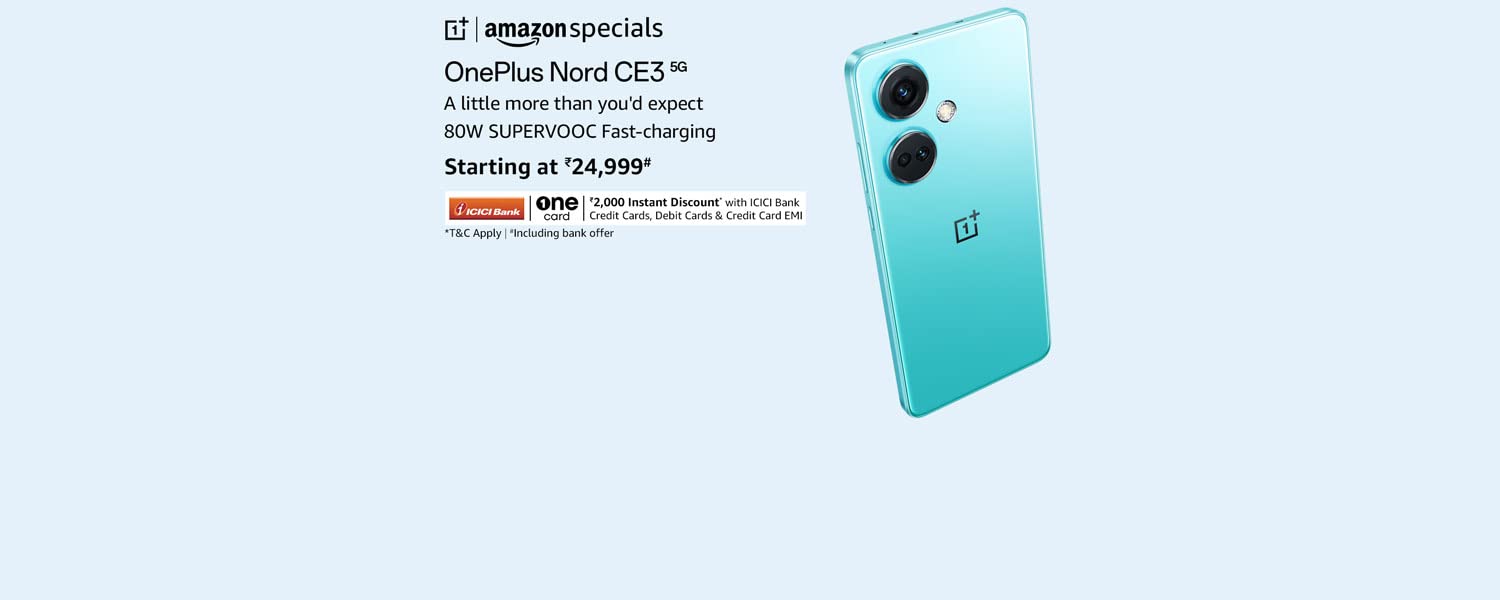 1+ | amazon specials
OnePlus Nord CE3 5G
A little more than you'd expect
80W SUPERVOOC Fast-charging
Starting at ₹24,999#
ICICI Bank | one card | ₹2,000 Instant Discount* with ICICI Bank
Credit Cards, Debit Cards & Credit Card EMI
*T&C Apply | #Including bank offer
1+